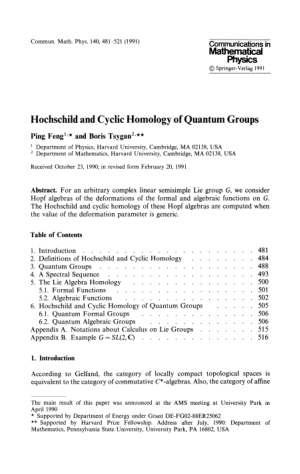 Commun. Math. Phys. 140, 481–521 (1991)
Communications in
Mathematical
Physics
© Springer-Verlag 1991
Hochschild and Cyclic Homology of Quantum Groups
Ping Feng¹,* and Boris Tsygan²,**
¹ Department of Physics, Harvard University, Cambridge, MA 02138, USA
² Department of Mathematics, Harvard University, Cambridge, MA 02138, USA
Received October 23, 1990; in revised form February 20, 1991
Abstract. For an arbitrary complex linear semisimple Lie group G, we consider
Hopf algebras of the deformations of the formal and algebraic functions on G.
The Hochschild and cyclic homology of these Hopf algebras are computed when
the value of the deformation parameter is generic.
Table of Contents
1. Introduction . . . . . . . . . . . . . . . . . . . . 481
2. Definitions of Hochschild and Cyclic Homology . . . . . . . . 484
3. Quantum Groups . . . . . . . . . . . . . . . . . . 488
4. A Spectral Sequence . . . . . . . . . . . . . . . . . 493
5. The Lie Algebra Homology . . . . . . . . . . . . . . . 500
5.1. Formal Functions . . . . . . . . . . . . . . . . 501
5.2. Algebraic Functions . . . . . . . . . . . . . . . 502
6. Hochschild and Cyclic Homology of Quantum Groups . . . . . . 505
6.1. Quantum Formal Groups . . . . . . . . . . . . . . 506
6.2. Quantum Algebraic Groups . . . . . . . . . . . . . 506
Appendix A. Notations about Calculus on Lie Groups . . . . . . . 515
Appendix B. Example G = SL(2, C) . . . . . . . . . . . . . 516
1. Introduction
According to Gelfand, the category of locally compact topological spaces is
equivalent to the category of commutative C*-algebras. Also, the category of affine
The main result of this paper was announced at the AMS meeting at University Park in
April 1990
* Supported by Department of Energy under Grant DE-FG02-88ER25062
** Supported by Harvard Prize Fellowship Address after July, 1990: Department of
Mathematics, Pennsylvania State University, University Park, PA 16802, USA